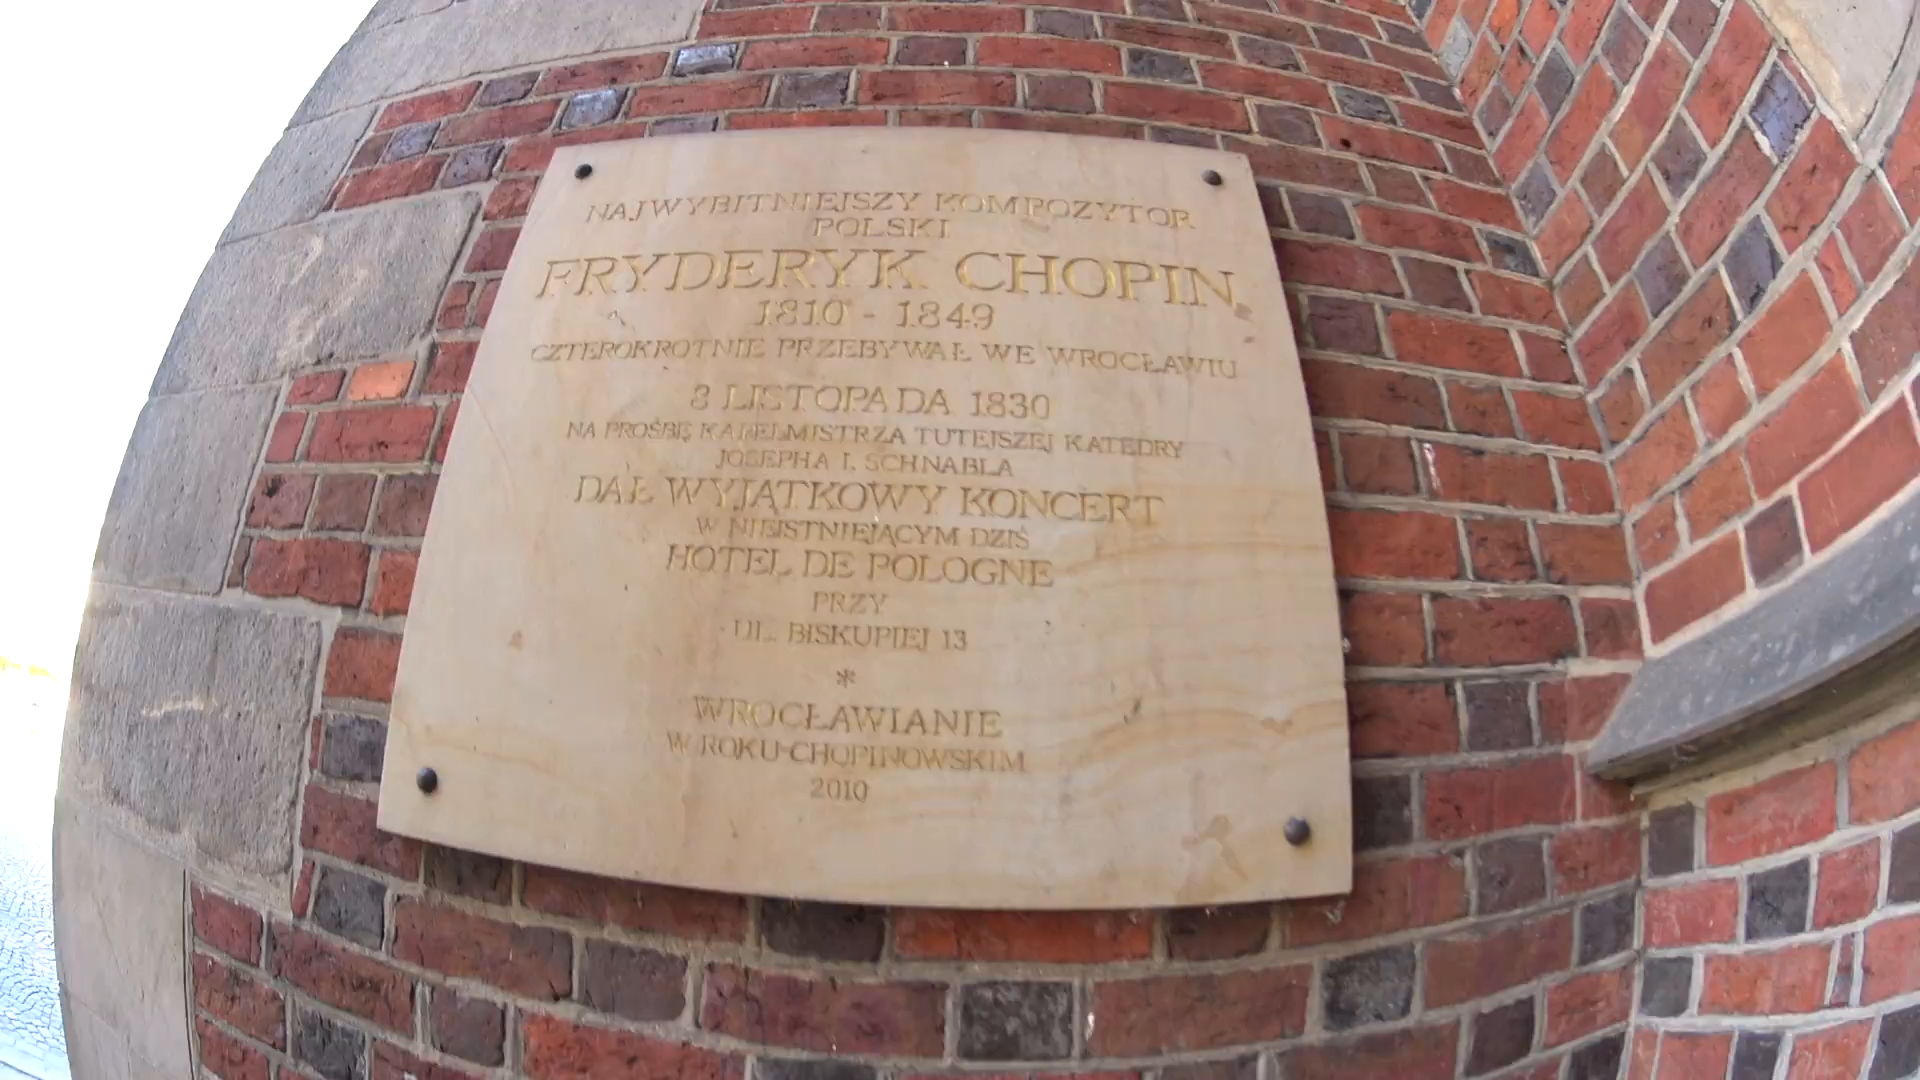 NAJWYBITNIEJSZY KOMPOZYTOR
POLSKI
FRYDERYK CHOPIN
1810 - 1849
CZTEROKROTNIE PRZEBYWAŁ WE WROCŁAWIU
8 LISTOPADA 1830
NA PROŚBĘ KAPELMISTRZA TUTEJSZEJ KATEDRY
JOSEPHA I. SCHNABLA
DAŁ WYJĄTKOWY KONCERT
W NIEISTNIEJĄCYM DZIŚ
HOTEL DE POLOGNE
PRZY
UL. BISKUPIEJ 13
*
WROCŁAWIANIE
W ROKU CHOPINOWSKIM
2010